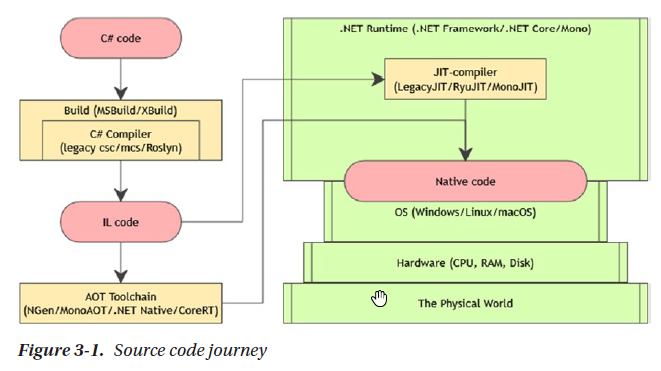 C# code
Build (MSBuild/XBuild)
C# Compiler
(legacy csc/mcs/Roslyn)
IL code
AOT Toolchain
(NGen/MonoAOT/.NET Native/CoreRT)
.NET Runtime (.NET Framework/.NET Core/Mono)
JIT-compiler
(LegacyJIT/RyuJIT/MonoJIT)
Native code
OS (Windows/Linux/macOS)
Hardware (CPU, RAM, Disk)
The Physical World
Figure 3-1. Source code journey